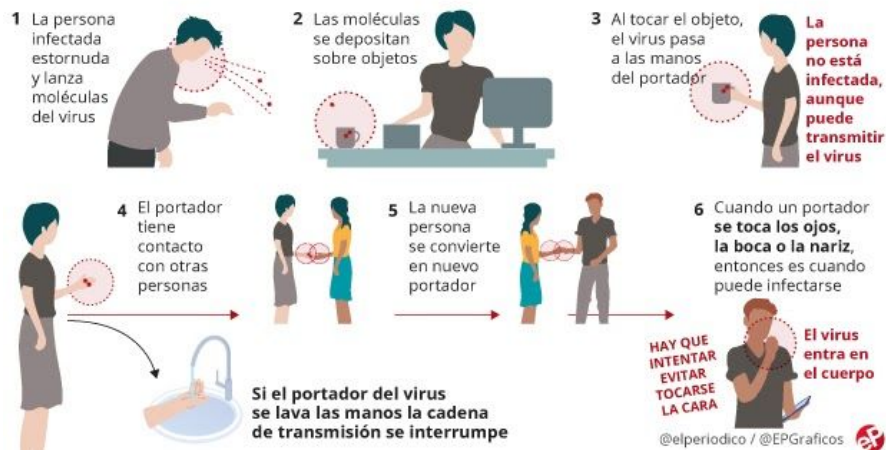 1 La persona
infectada
estornuda
y lanza
moléculas
del virus
2 Las moléculas
se depositan
sobre objetos
3 Al tocar el objeto,
el virus pasa
a las manos
del portador
La
persona
no está
infectada,
aunque
puede
transmitir
el virus
4 El portador
tiene
contacto
con otras
personas
5 La nueva
persona
se convierte
en nuevo
portador
6 Cuando un portador
se toca los ojos,
la boca o la nariz,
entonces es cuando
puede infectarse
HAY QUE
INTENTAR
EVITAR
TOCARSE
LA CARA
El virus
entra en
el cuerpo
Si el portador del virus
se lava las manos la cadena
de transmisión se interrumpe
@elperiodico / @EPGraficos
eP